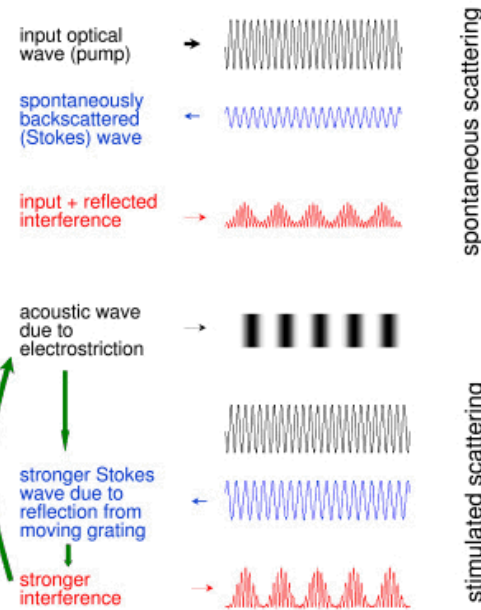 input optical
wave (pump)
spontaneously
backscattered
(Stokes) wave
input + reflected
interference
spontaneous scattering
acoustic wave
due to
electrostriction
stronger Stokes
wave due to
reflection from
moving grating
stronger
interference
stimulated scattering